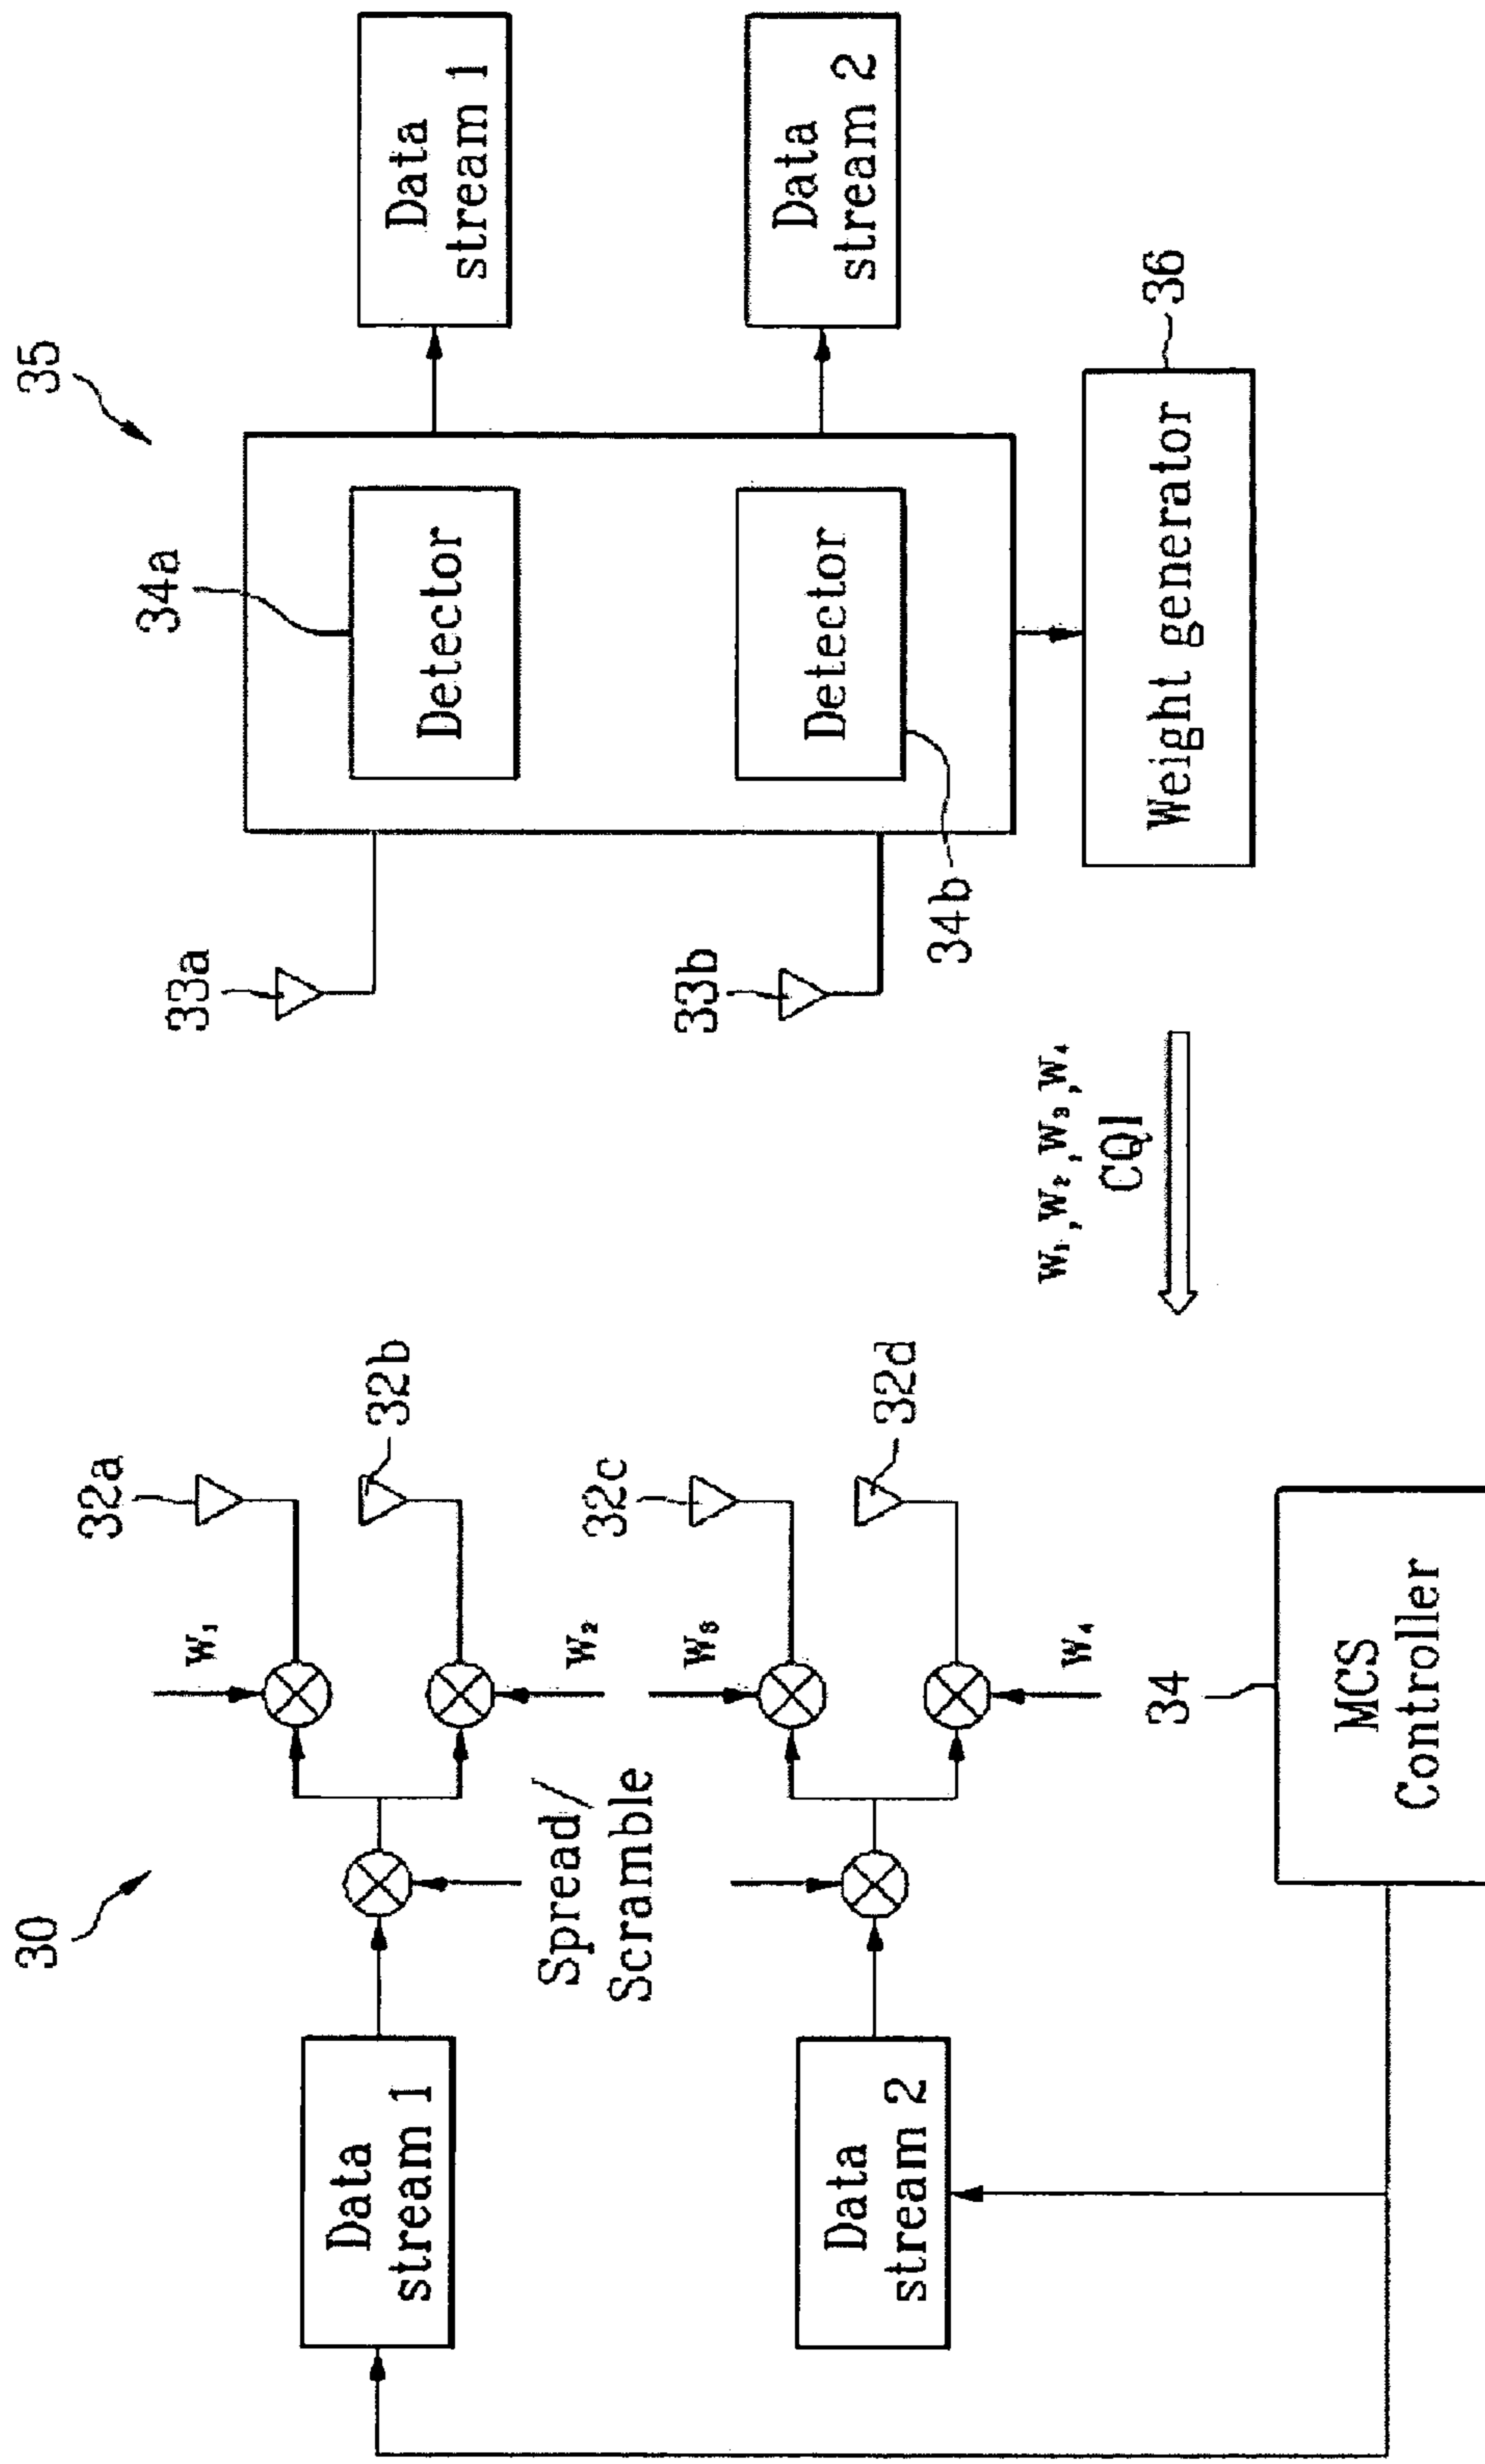 30
35
32a
33a
34a
W₁
Data
stream 1
Detector
Data
stream 1
32b
W₂
Spread/
Scramble
32c
33b
W₃
Data
stream 2
Detector
Data
stream 2
32d
34b
W₄
W₁,W₂,W₃,W₄
CQI
34
36
MCS
Controller
Weight generator